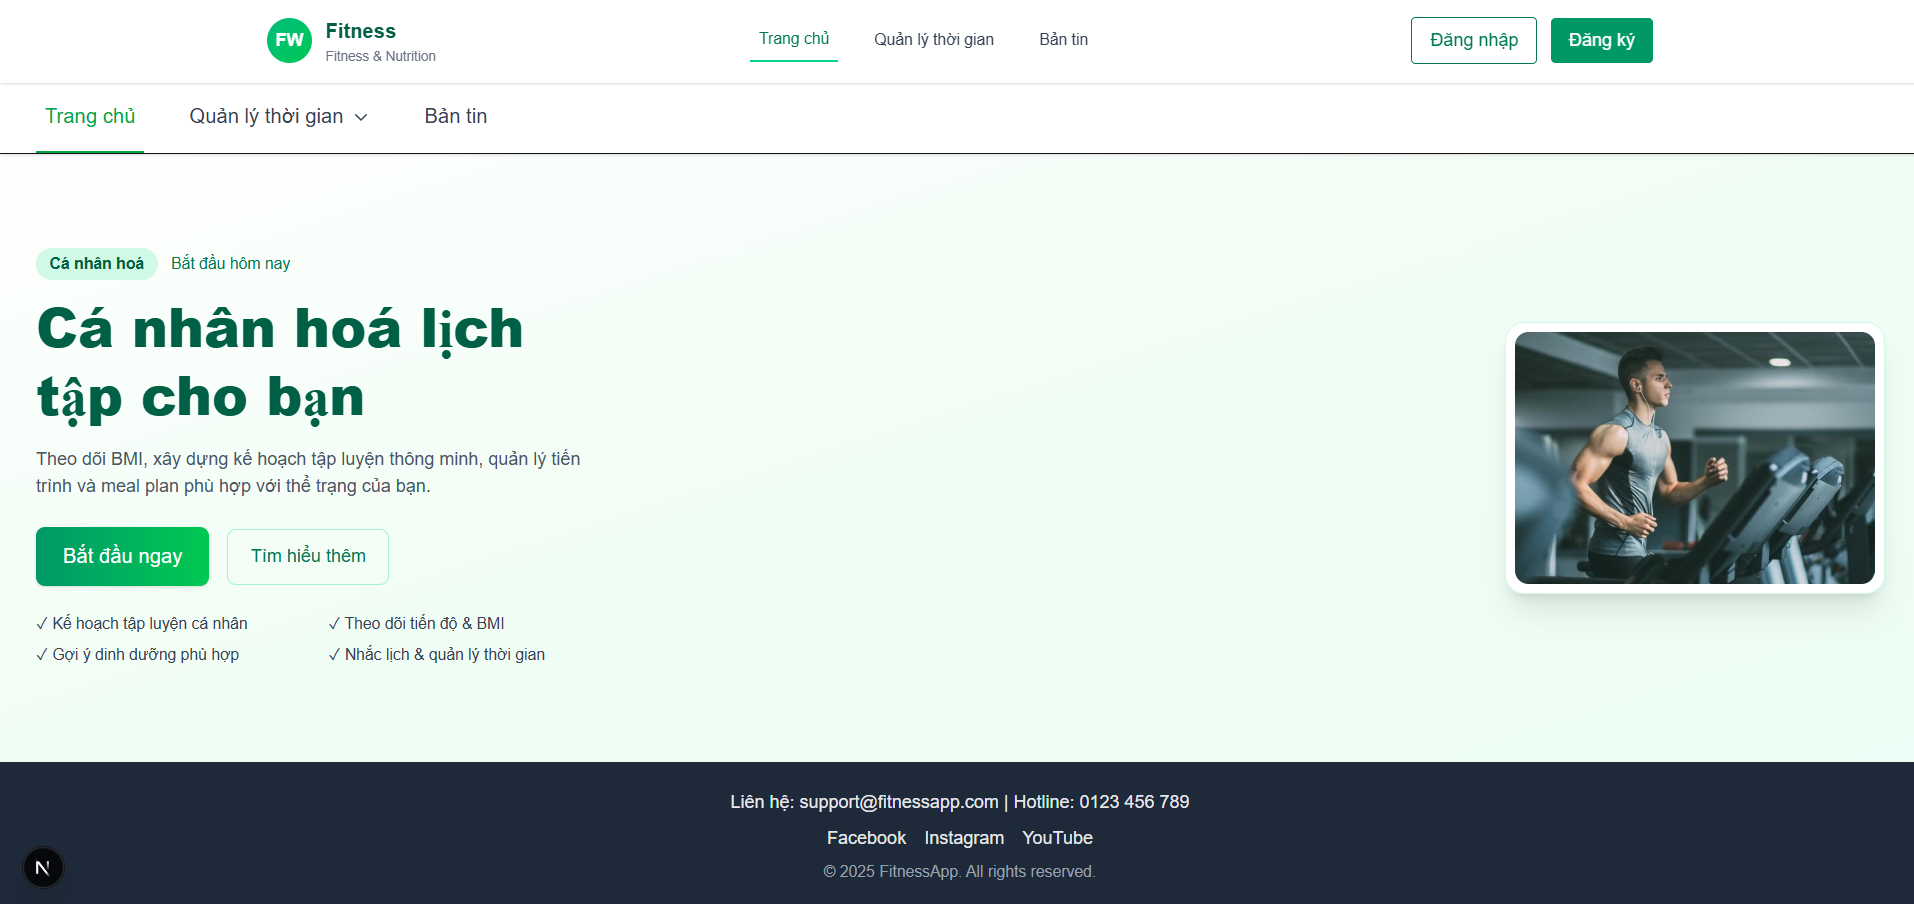 FW
Fitness
Fitness & Nutrition
Trang chủ
Quản lý thời gian
Bản tin
Đăng nhập
Đăng ký
Trang chủ
Quản lý thời gian
Bản tin
Cá nhân hoá
Bắt đầu hôm nay
Cá nhân hoá lịch
tập cho bạn
Theo dõi BMI, xây dựng kế hoạch tập luyện thông minh, quản lý tiến
trình và meal plan phù hợp với thể trạng của bạn.
Bắt đầu ngay
Tìm hiểu thêm
✓ Kế hoạch tập luyện cá nhân
✓ Theo dõi tiến độ & BMI
✓ Gợi ý dinh dưỡng phù hợp
✓ Nhắc lịch & quản lý thời gian
Liên hệ: support@fitnessapp.com | Hotline: 0123 456 789
Facebook Instagram YouTube
© 2025 FitnessApp. All rights reserved.
N